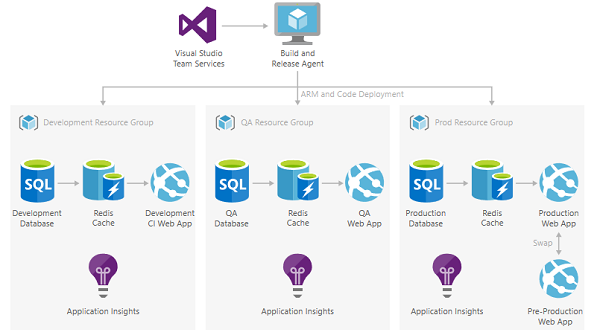 Visual Studio
Team Services
Build and
Release Agent
ARM and Code Deployment
Development Resource Group
QA Resource Group
Prod Resource Group
SQL
SQL
SQL
Development
Database
Redis
Cache
Development
CI Web App
QA
Database
Redis
Cache
QA
Web App
Production
Database
Redis
Cache
Production
Web App
Swap
Application Insights
Application Insights
Application Insights
Pre-Production
Web App